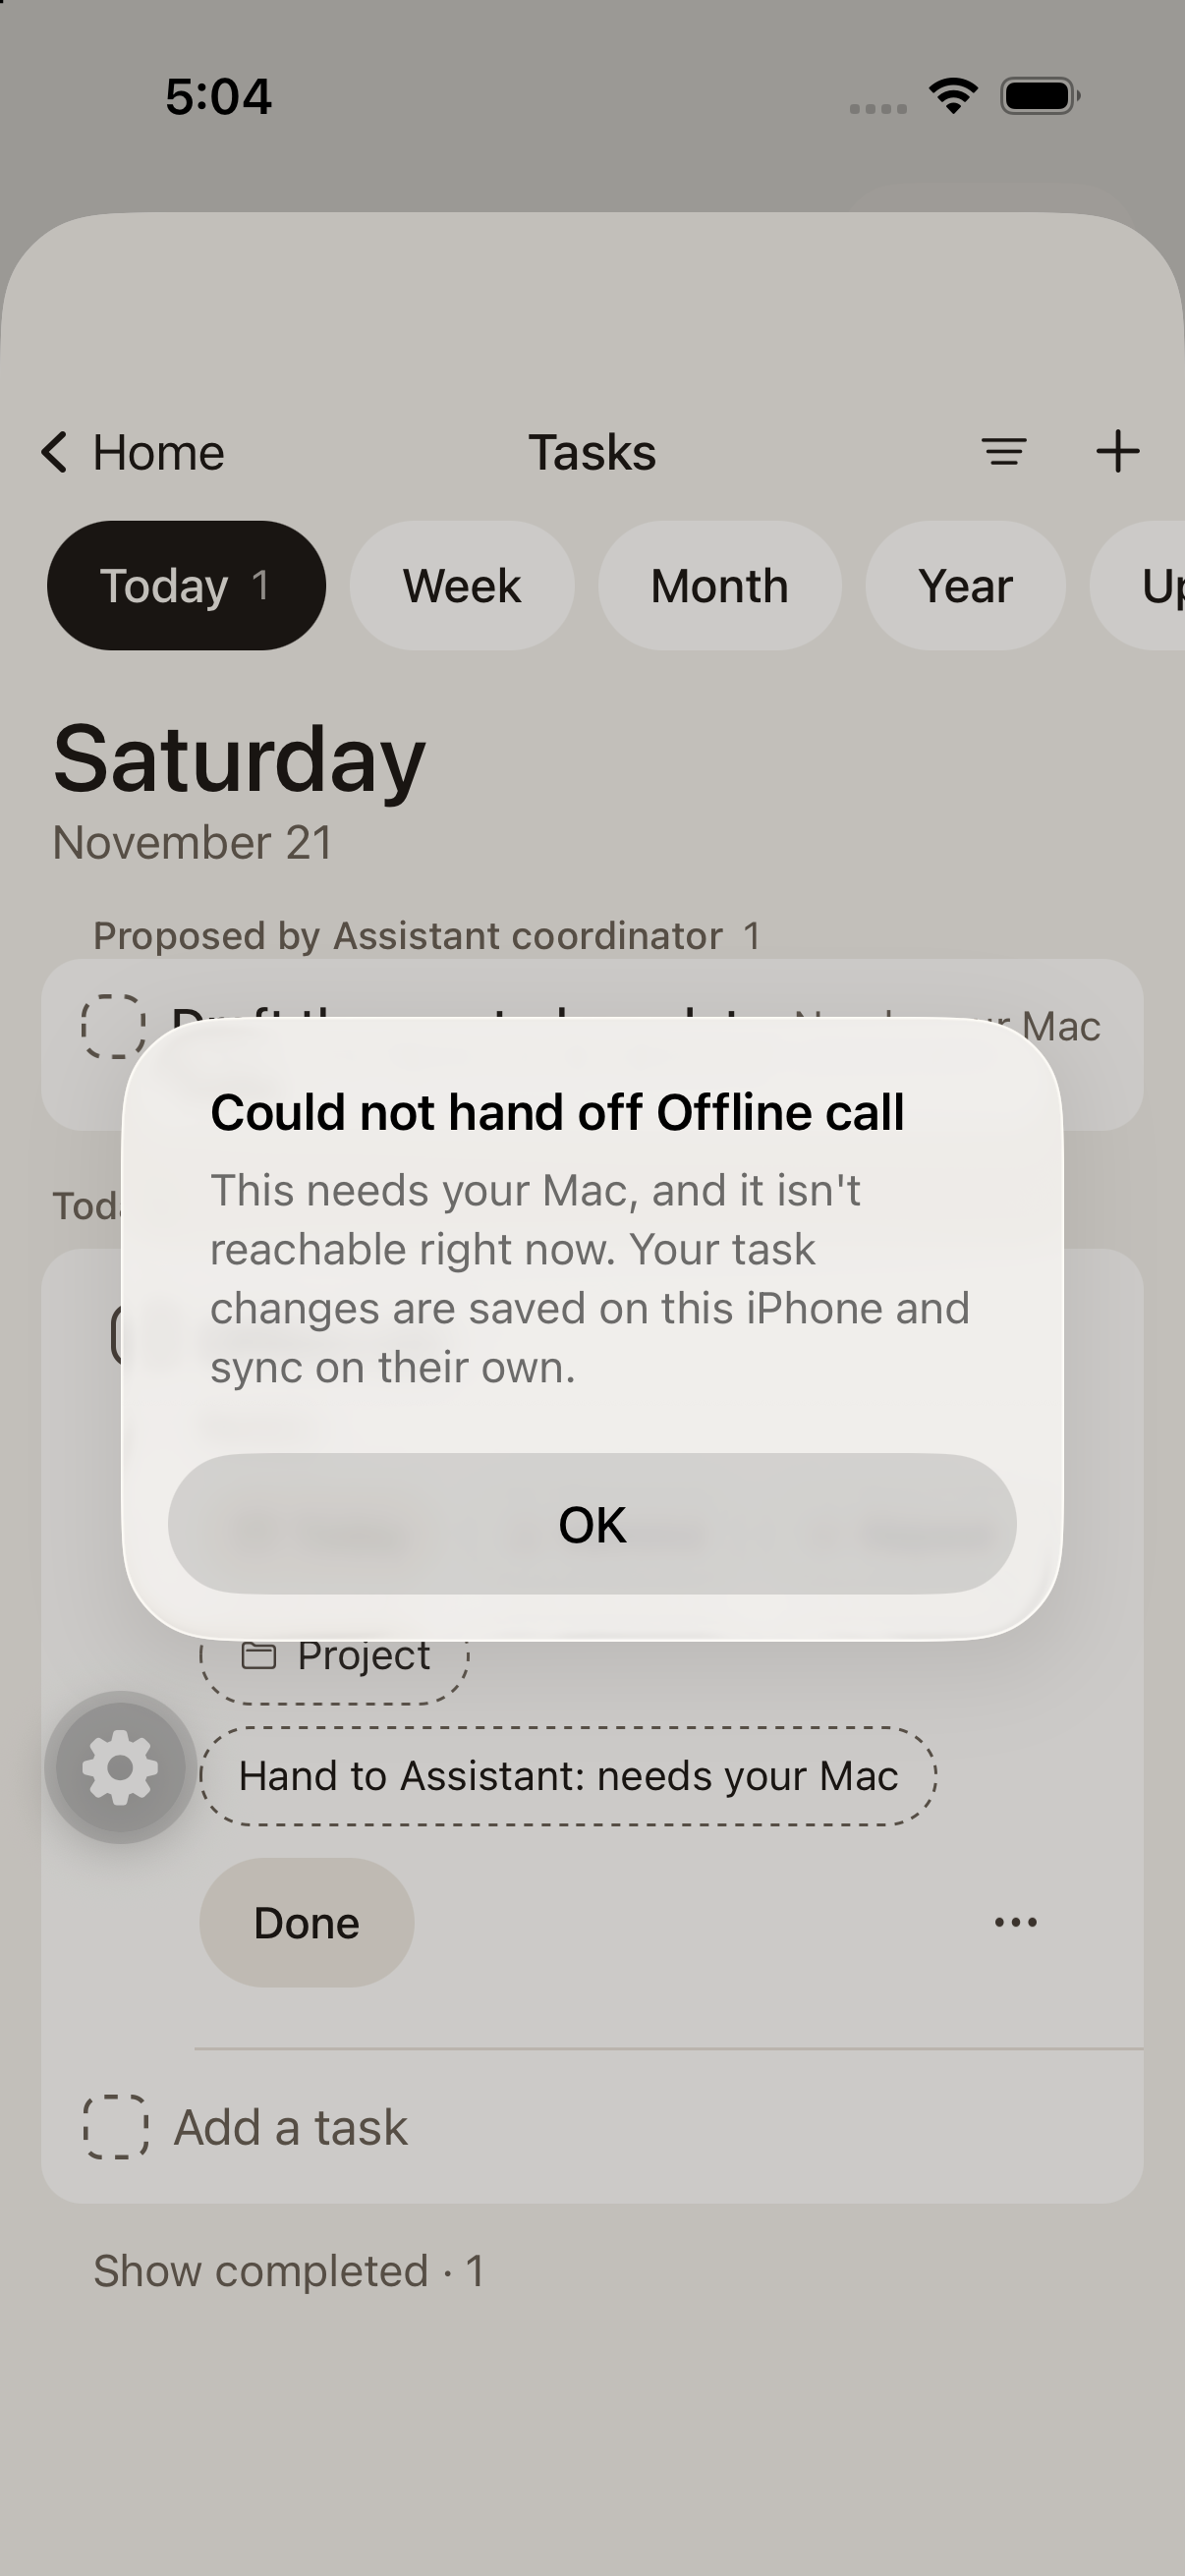 5:04
Home
Tasks
Today 1
Week
Month
Year
Saturday
November 21
Proposed by Assistant coordinator 1
Mac
Could not hand off Offline call
This needs your Mac, and it isn't
reachable right now. Your task
changes are saved on this iPhone and
sync on their own.
OK
Project
Hand to Assistant: needs your Mac
Done
Add a task
Show completed · 1